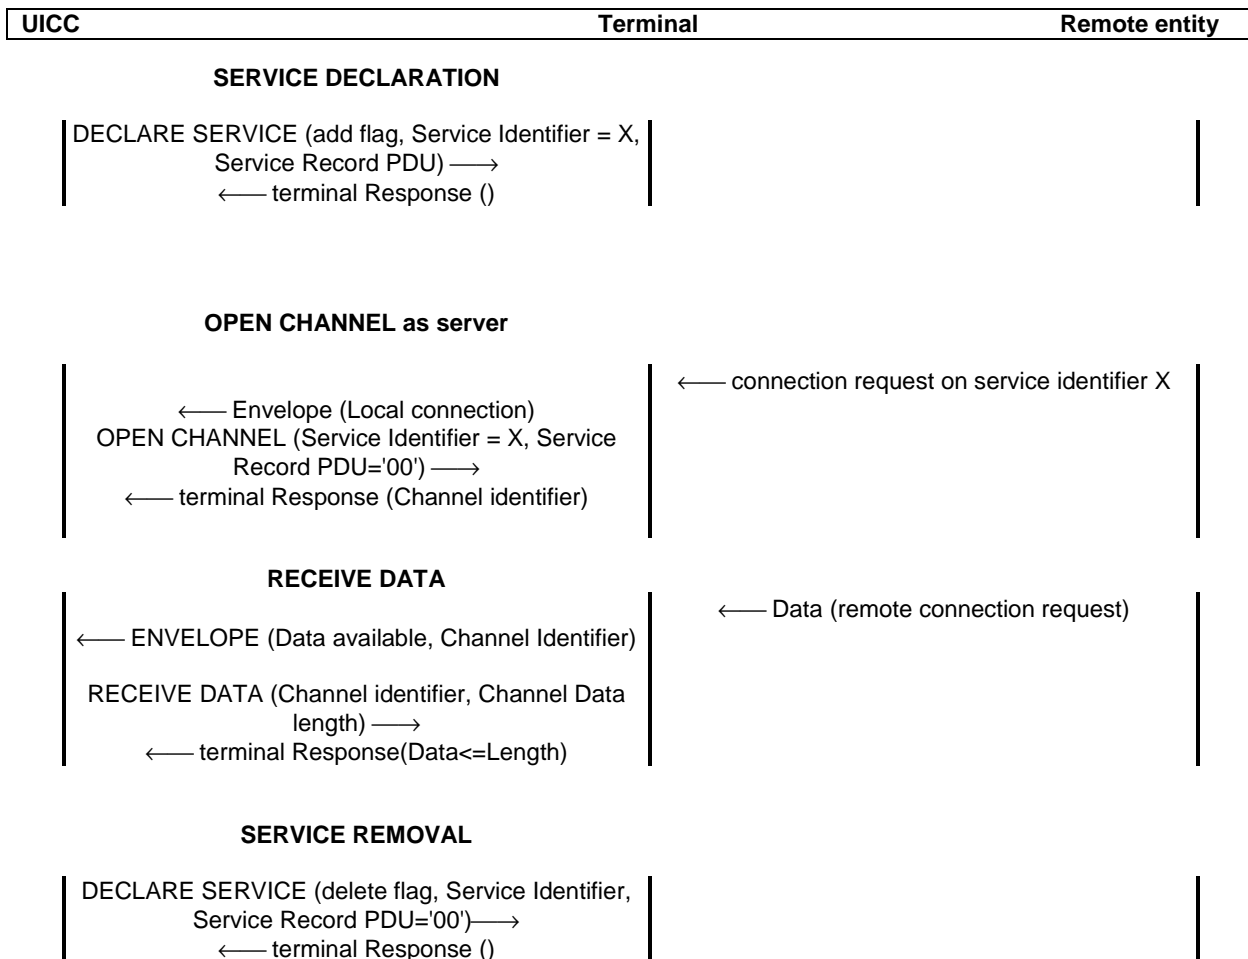 UICC Terminal Remote entity
SERVICE DECLARATION
DECLARE SERVICE (add flag, Service Identifier = X,
Service Record PDU) ⟶
⟵ terminal Response ()
OPEN CHANNEL as server
⟵ connection request on service identifier X
⟵ Envelope (Local connection)
OPEN CHANNEL (Service Identifier = X, Service
Record PDU='00') ⟶
⟵ terminal Response (Channel identifier)
RECEIVE DATA
⟵ Data (remote connection request)
⟵ ENVELOPE (Data available, Channel Identifier)
RECEIVE DATA (Channel identifier, Channel Data
length) ⟶
⟵ terminal Response(Data<=Length)
SERVICE REMOVAL
DECLARE SERVICE (delete flag, Service Identifier,
Service Record PDU='00')⟶
⟵ terminal Response ()